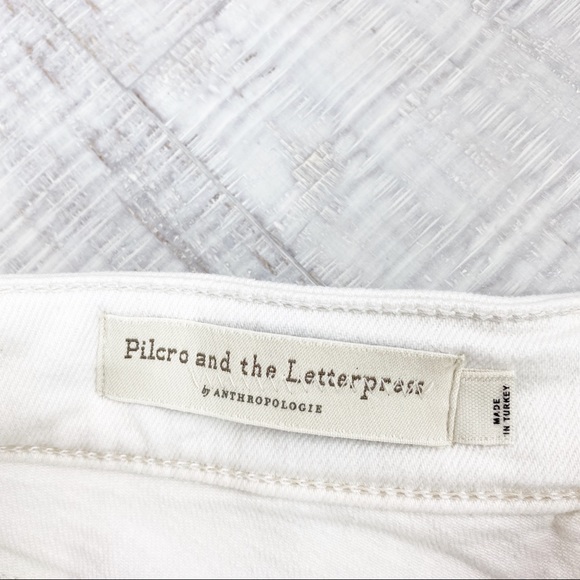 Pilcro and the Letterpress
by ANTHROPOLOGIE
MADE
IN TURKEY